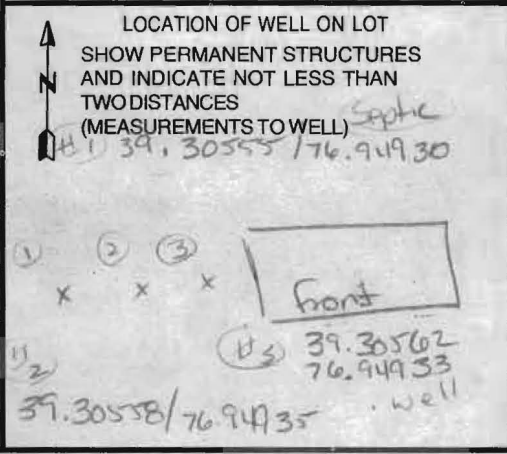 LOCATION OF WELL ON LOT
SHOW PERMANENT STRUCTURES
N AND INDICATE NOT LESS THAN
TWO DISTANCES
(MEASUREMENTS TO WELL) Septic
#1 39.30555 / 76.94930
1 2 3
x x x
front
#3 39.30562
76.94933
#2
39.30558/76.94935 . well